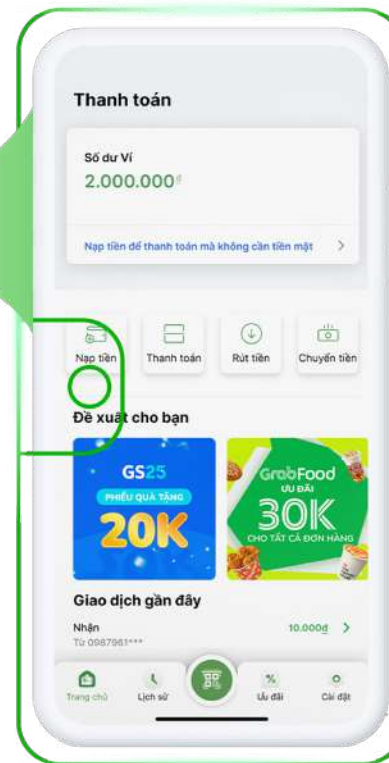 Thanh toán
Số dư Ví
2.000.000đ
Nạp tiền để thanh toán mà không cần tiền mặt
Nạp tiền
Thanh toán
Rút tiền
Chuyển tiền
Đề xuất cho bạn
GS25
PHIẾU QUÀ TẶNG
20K
GrabFood
ƯU ĐÃI
30K
CHO TẤT CẢ ĐƠN HÀNG
Giao dịch gần đây
Nhận
10.000₫
Từ 0987961***
Trang chủ
Lịch sử
Ưu đãi
Cài đặt